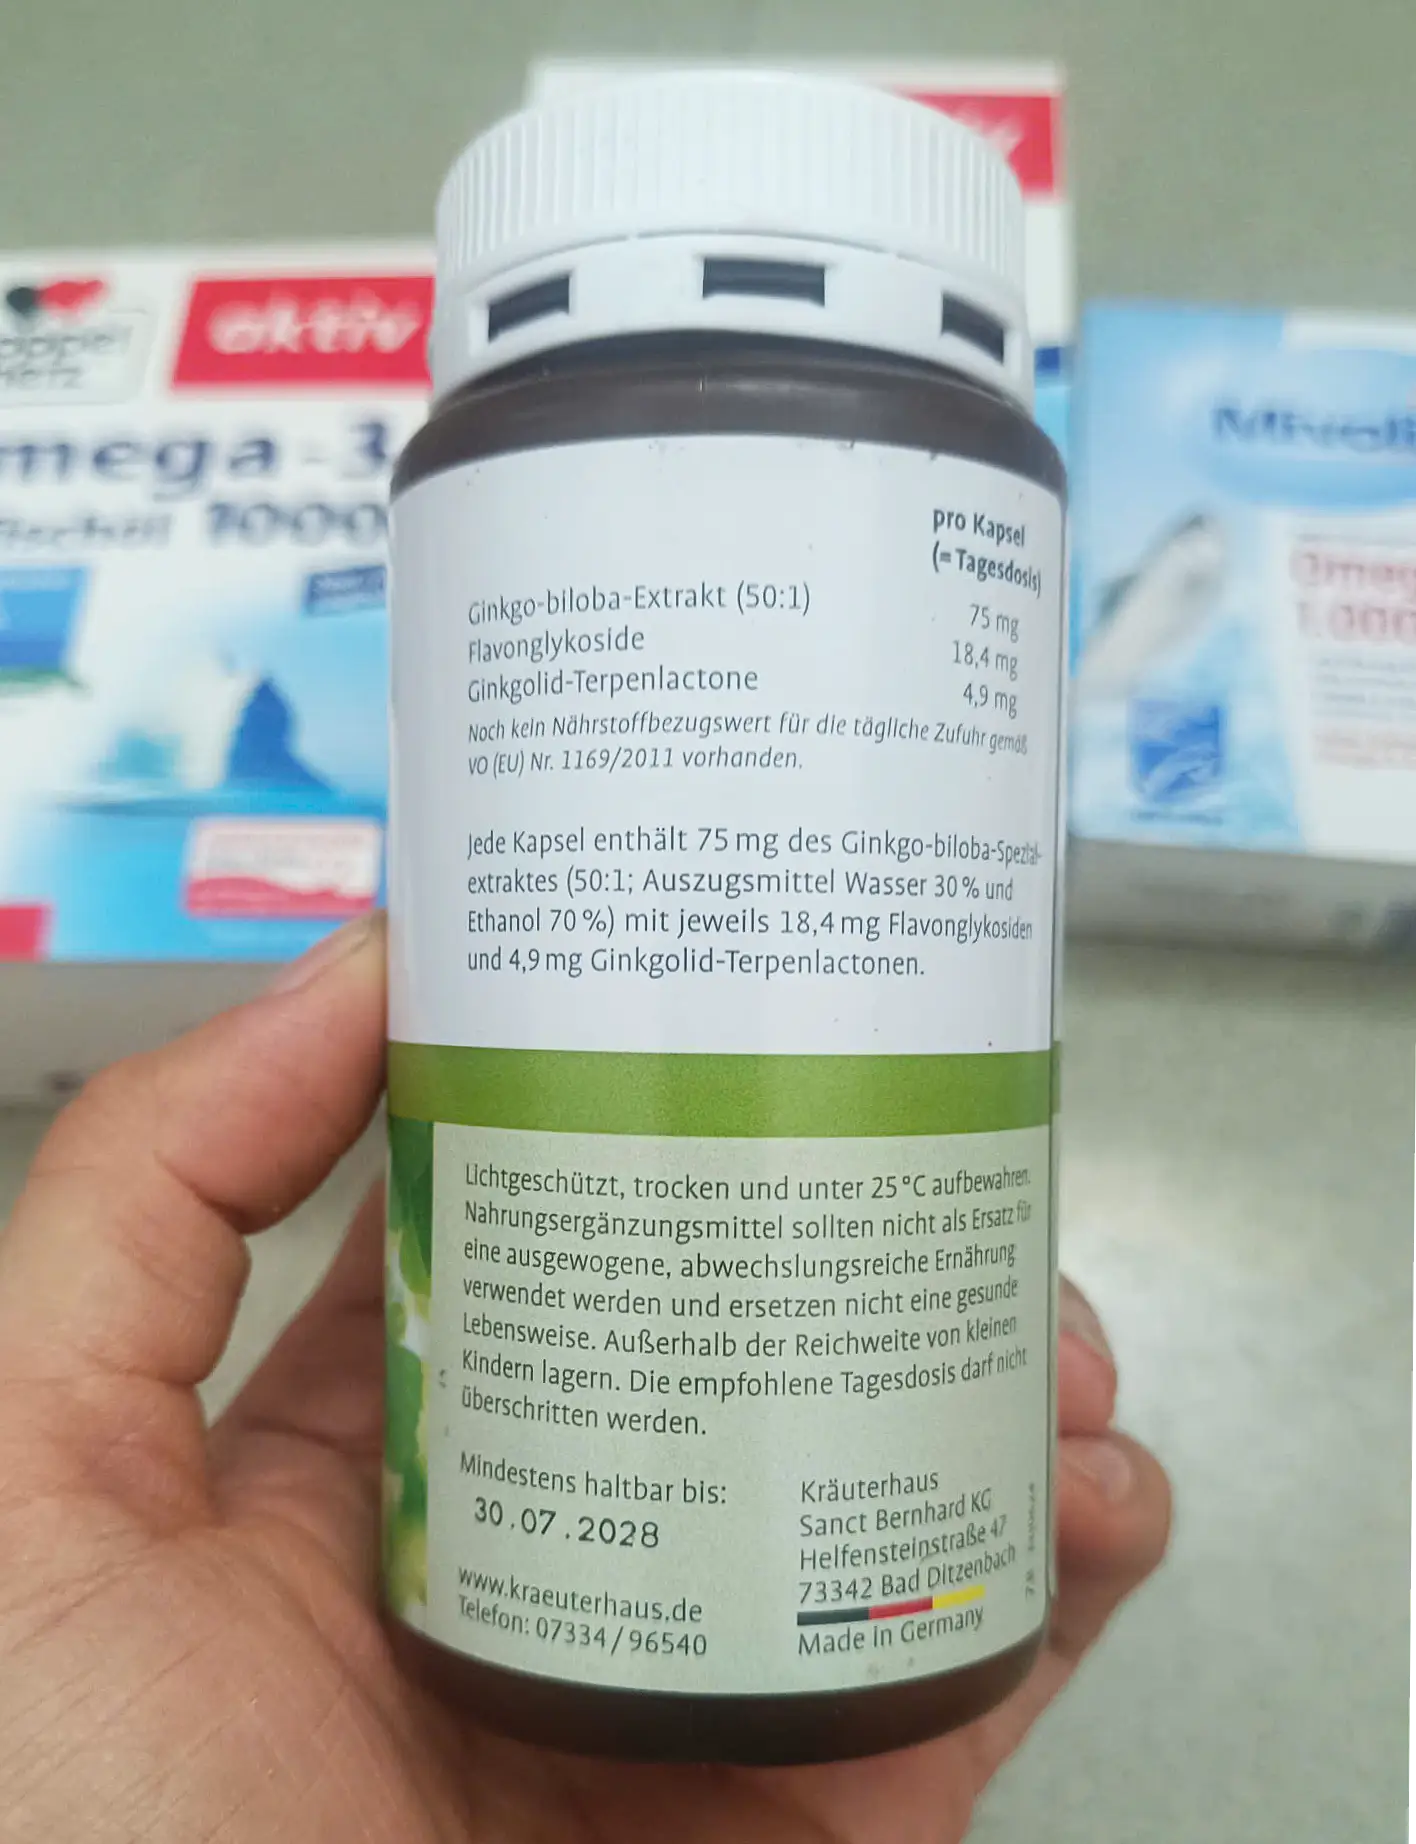 aktiv
mega-3
1000
Mivoli
pro Kapsel
(=Tagesdosis)
Ginkgo-biloba-Extrakt (50:1) 75 mg
Flavonglykoside 18,4 mg
Ginkgolid-Terpenlactone 4,9 mg
Noch kein Nährstoffbezugswert für die tägliche Zufuhr gemäß
VO (EU) Nr. 1169/2011 vorhanden.
Jede Kapsel enthält 75 mg des Ginkgo-biloba-Spezial-
extraktes (50:1; Auszugsmittel Wasser 30 % und
Ethanol 70 %) mit jeweils 18,4 mg Flavonglykosiden
und 4,9 mg Ginkgolid-Terpenlactonen.
Lichtgeschützt, trocken und unter 25 °C aufbewahren.
Nahrungsergänzungsmittel sollten nicht als Ersatz für
eine ausgewogene, abwechslungsreiche Ernährung
verwendet werden und ersetzen nicht eine gesunde
Lebensweise. Außerhalb der Reichweite von kleinen
Kindern lagern. Die empfohlene Tagesdosis darf nicht
überschritten werden.
Mindestens haltbar bis:
30.07.2028
www.kraeuterhaus.de
Telefon: 07334/96540
Kräuterhaus
Sanct Bernhard KG
Helfensteinstraße 47
73342 Bad Ditzenbach
Made in Germany